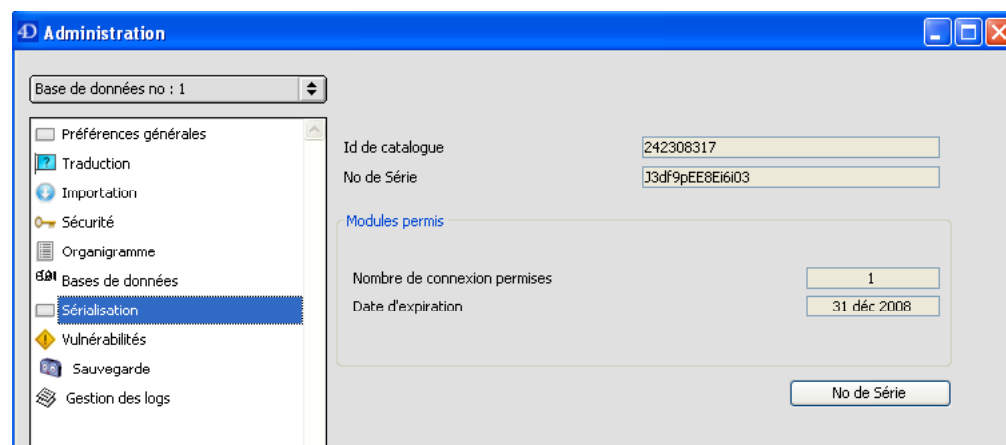 4D Administration
Base de données no : 1
Préférences générales
Traduction
Importation
Sécurité
Organigramme
Bases de données
Sérialisation
Vulnérabilités
Sauvegarde
Gestion des logs
Id de catalogue 242308317
No de Série J3df9pEE8Ei6i03
Modules permis
Nombre de connexion permises 1
Date d'expiration 31 déc 2008
No de Série